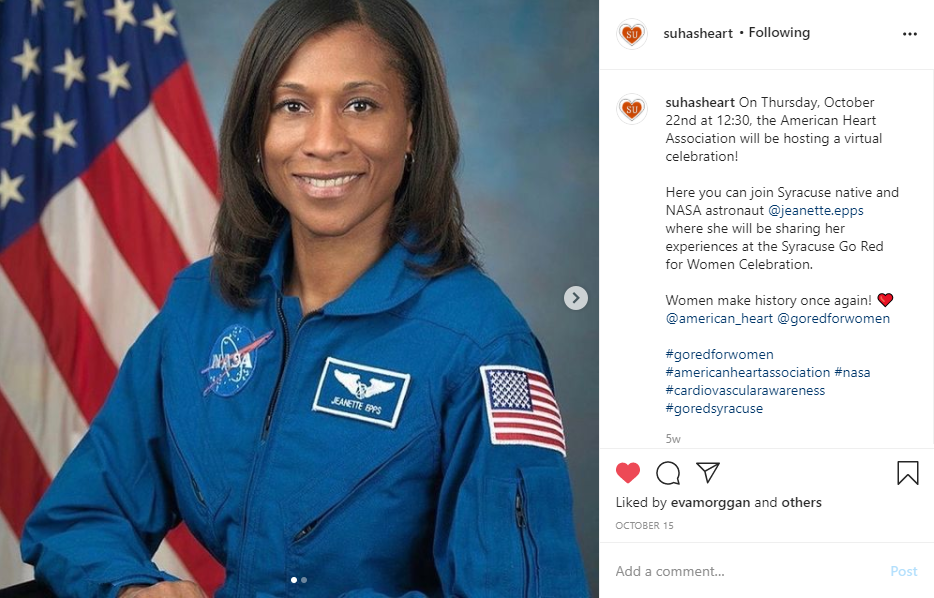 NASA
JEANETTE EPPS
SU
suhasheart • Following
SU
suhasheart On Thursday, October
22nd at 12:30, the American Heart
Association will be hosting a virtual
celebration!
Here you can join Syracuse native and
NASA astronaut @jeanette.epps
where she will be sharing her
experiences at the Syracuse Go Red
for Women Celebration.
Women make history once again! ❤️
@american_heart @goredforwomen
#goredforwomen
#americanheartassociation #nasa
#cardiovascularawareness
#goredsyracuse
5w
Liked by evamorggan and others
OCTOBER 15
Add a comment...
Post